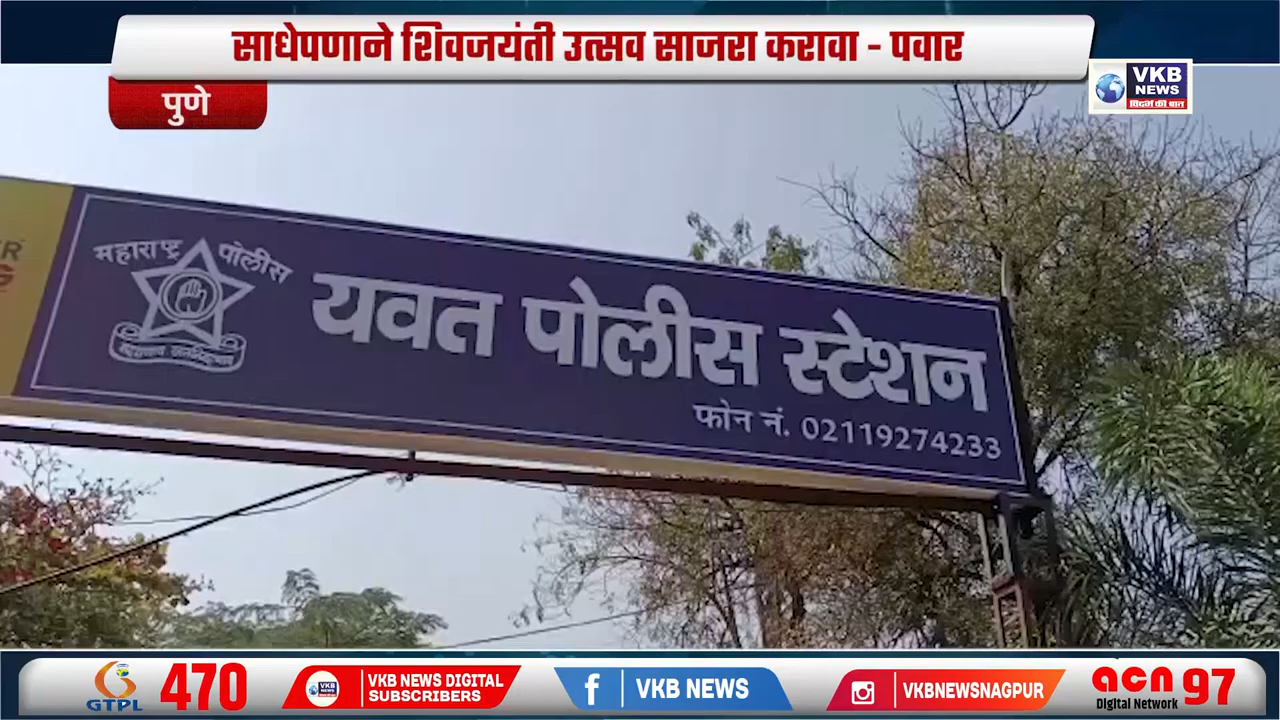 साधेपणाने शिवजयंती उत्सव साजरा करावा - पवार
पुणे
VKB
NEWS
विदर्भ की बात
महाराष्ट्र पोलीस
यवत पोलीस स्टेशन
फोन नं. 02119274233
GTPL
470
VKB NEWS DIGITAL
SUBSCRIBERS
VKB NEWS
VKBNEWSNAGPUR
acn 97
Digital Network